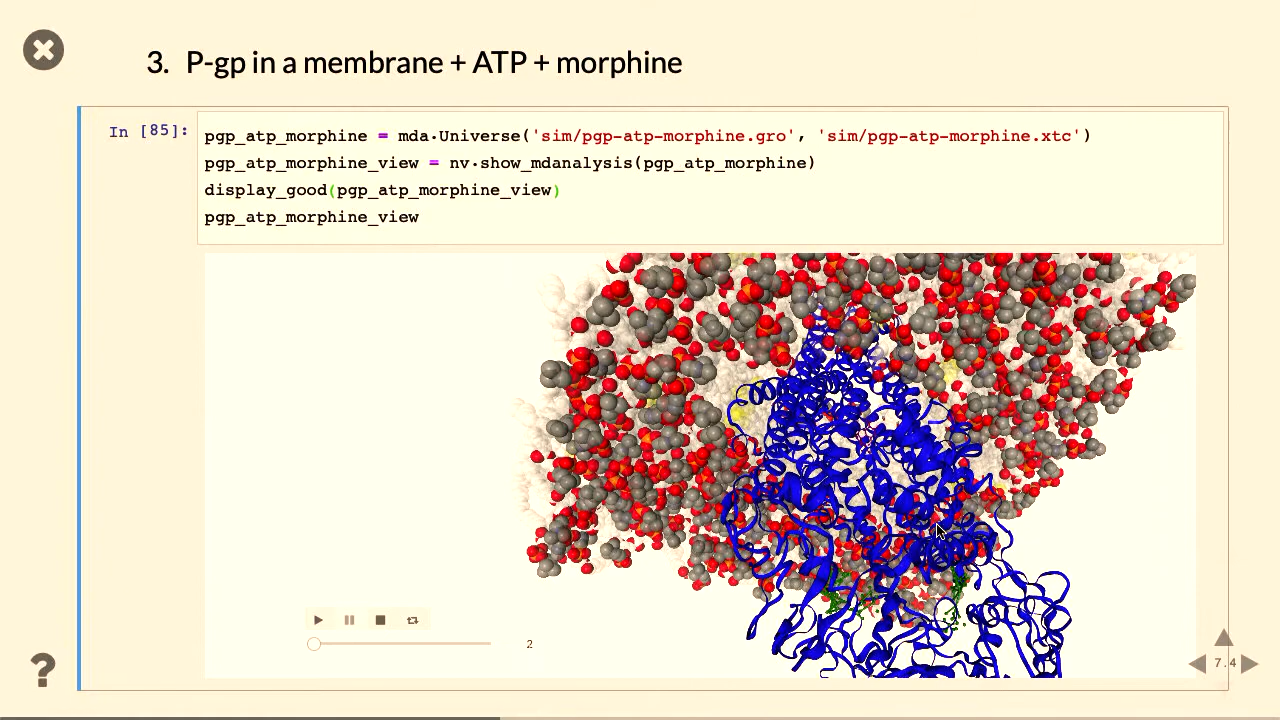 3. P-gp in a membrane + ATP + morphine
In [85]:
pgp_atp_morphine = mda.Universe('sim/pgp-atp-morphine.gro', 'sim/pgp-atp-morphine.xtc')
pgp_atp_morphine_view = nv.show_mdanalysis(pgp_atp_morphine)
display_good(pgp_atp_morphine_view)
pgp_atp_morphine_view
2
?
7.4